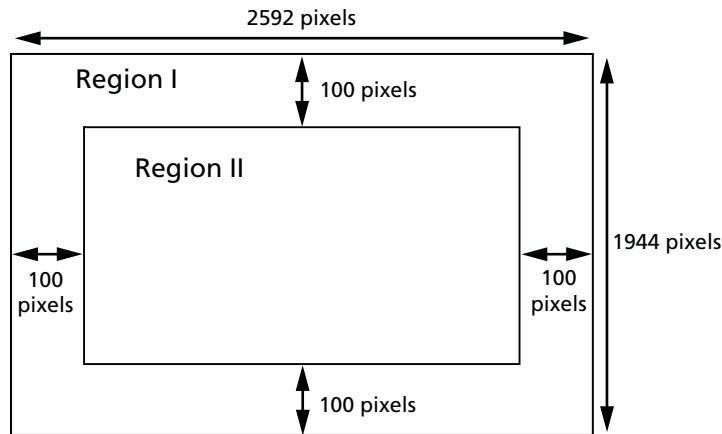 2592 pixels
Region I
100 pixels
Region II
1944 pixels
100
pixels
100
pixels
100 pixels